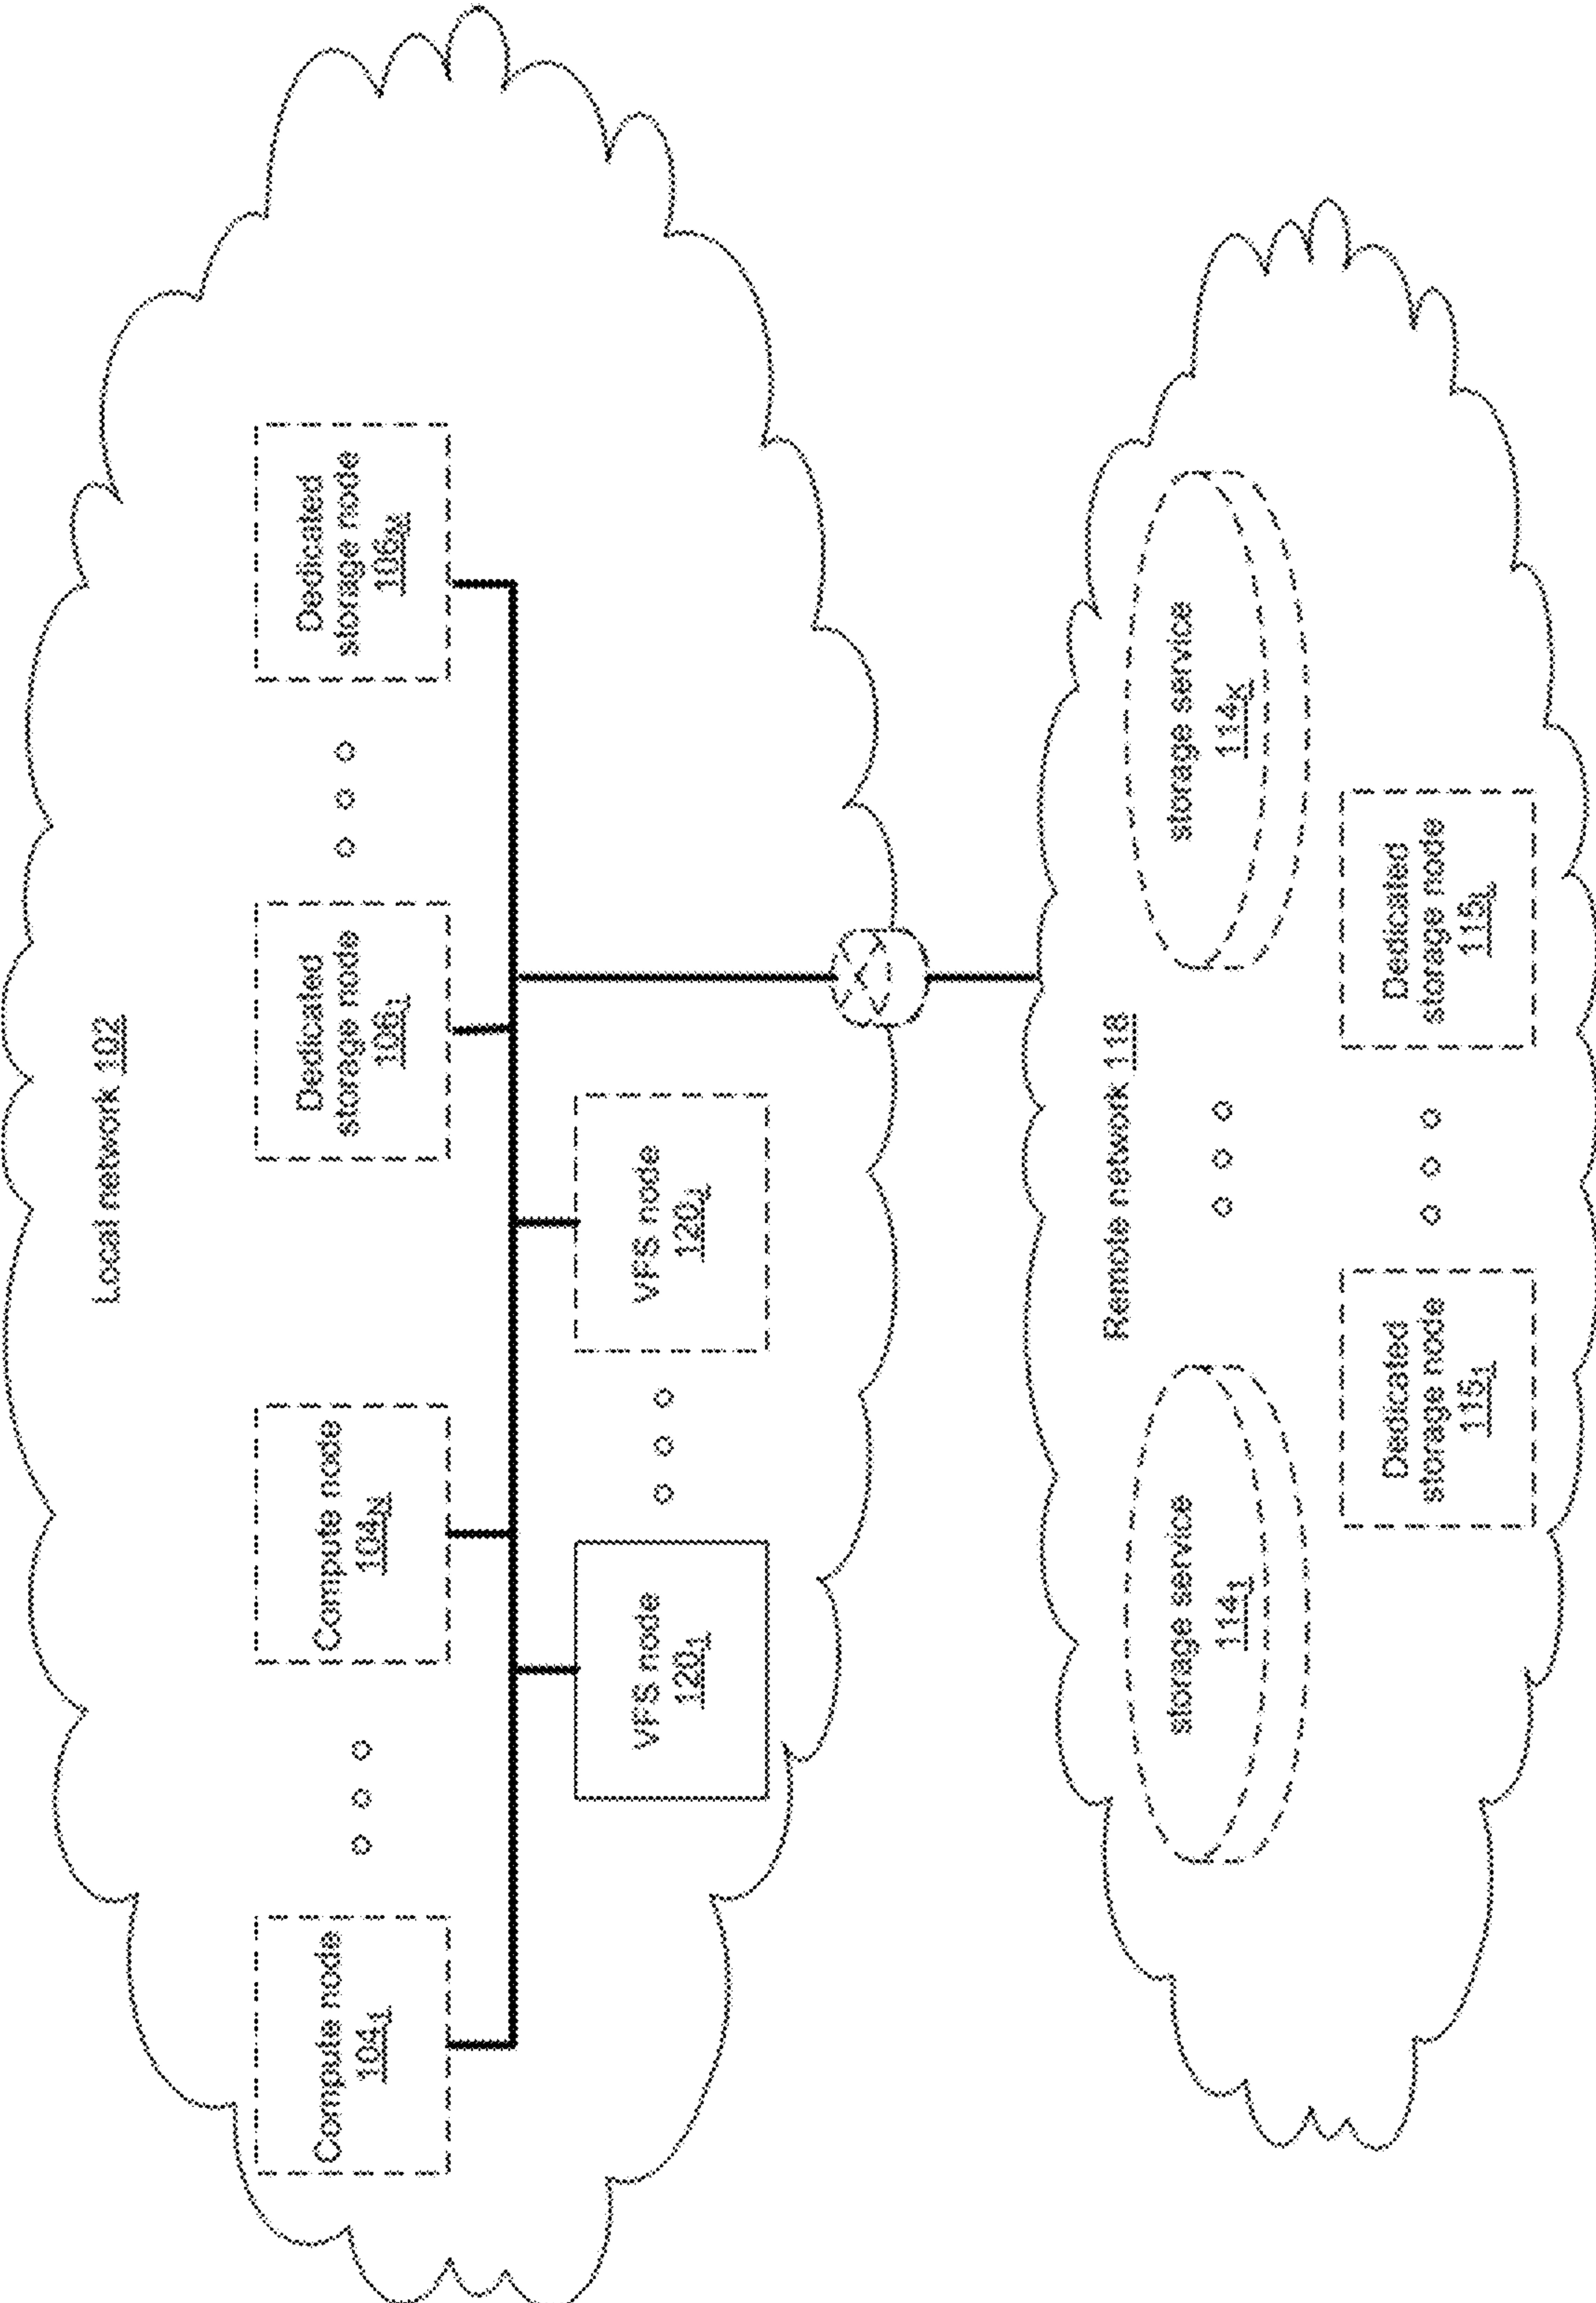 Local network 102
Compute node
104₁
Compute node
104N
Dedicated
storage node
106₁
Dedicated
storage node
106M
VFS node
120₁
VFS node
120J
Remote network 118
storage service
114₁
storage service
114K
Dedicated
storage node
115₁
Dedicated
storage node
115L